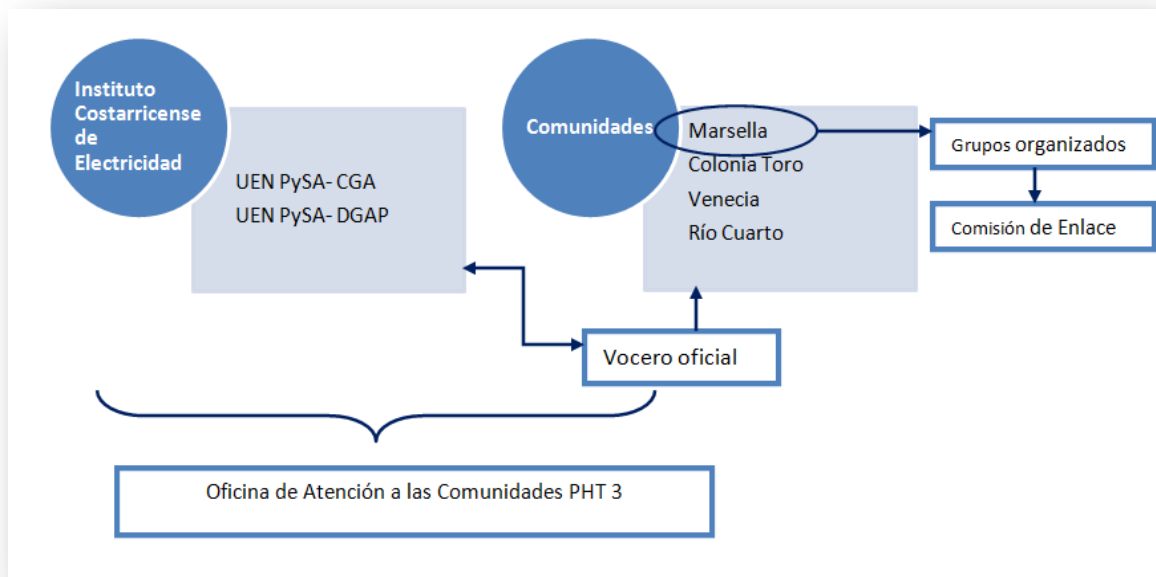 Instituto
Costarricense
de
Electricidad
UEN PySA- CGA
UEN PySA- DGAP
Comunidades
Marsella
Colonia Toro
Venecia
Río Cuarto
Grupos organizados
Comisión de Enlace
Vocero oficial
Oficina de Atención a las Comunidades PHT 3